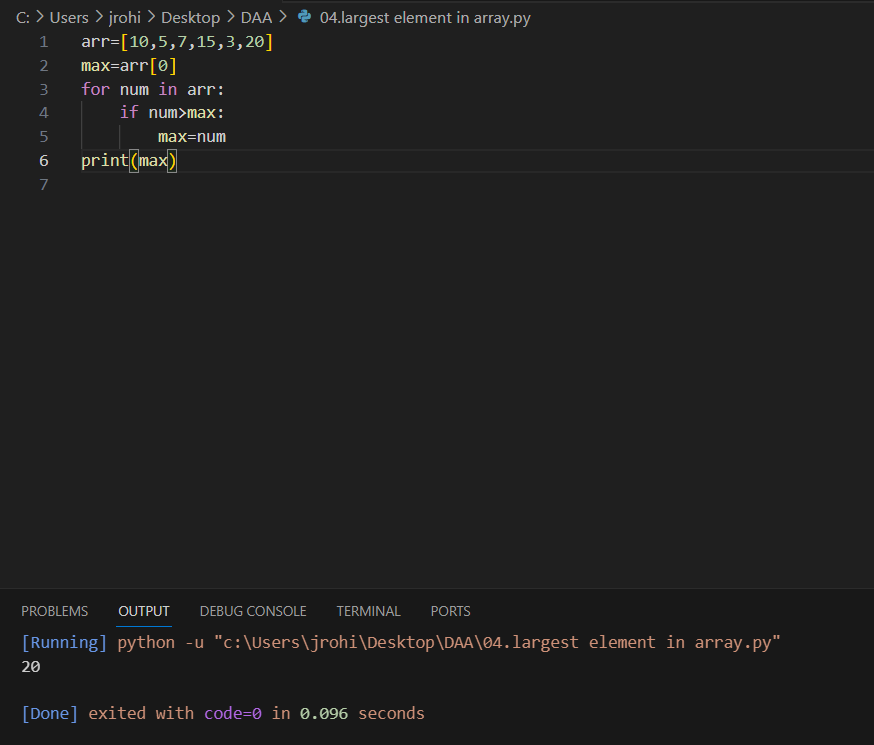 C: > Users > jrohi > Desktop > DAA > 04.largest element in array.py
1 arr=[10,5,7,15,3,20]
2 max=arr[0]
3 for num in arr:
4     if num>max:
5         max=num
6 print(max)
7
PROBLEMS OUTPUT DEBUG CONSOLE TERMINAL PORTS
[Running] python -u "c:\Users\jrohi\Desktop\DAA\04.largest element in array.py"
20
[Done] exited with code=0 in 0.096 seconds